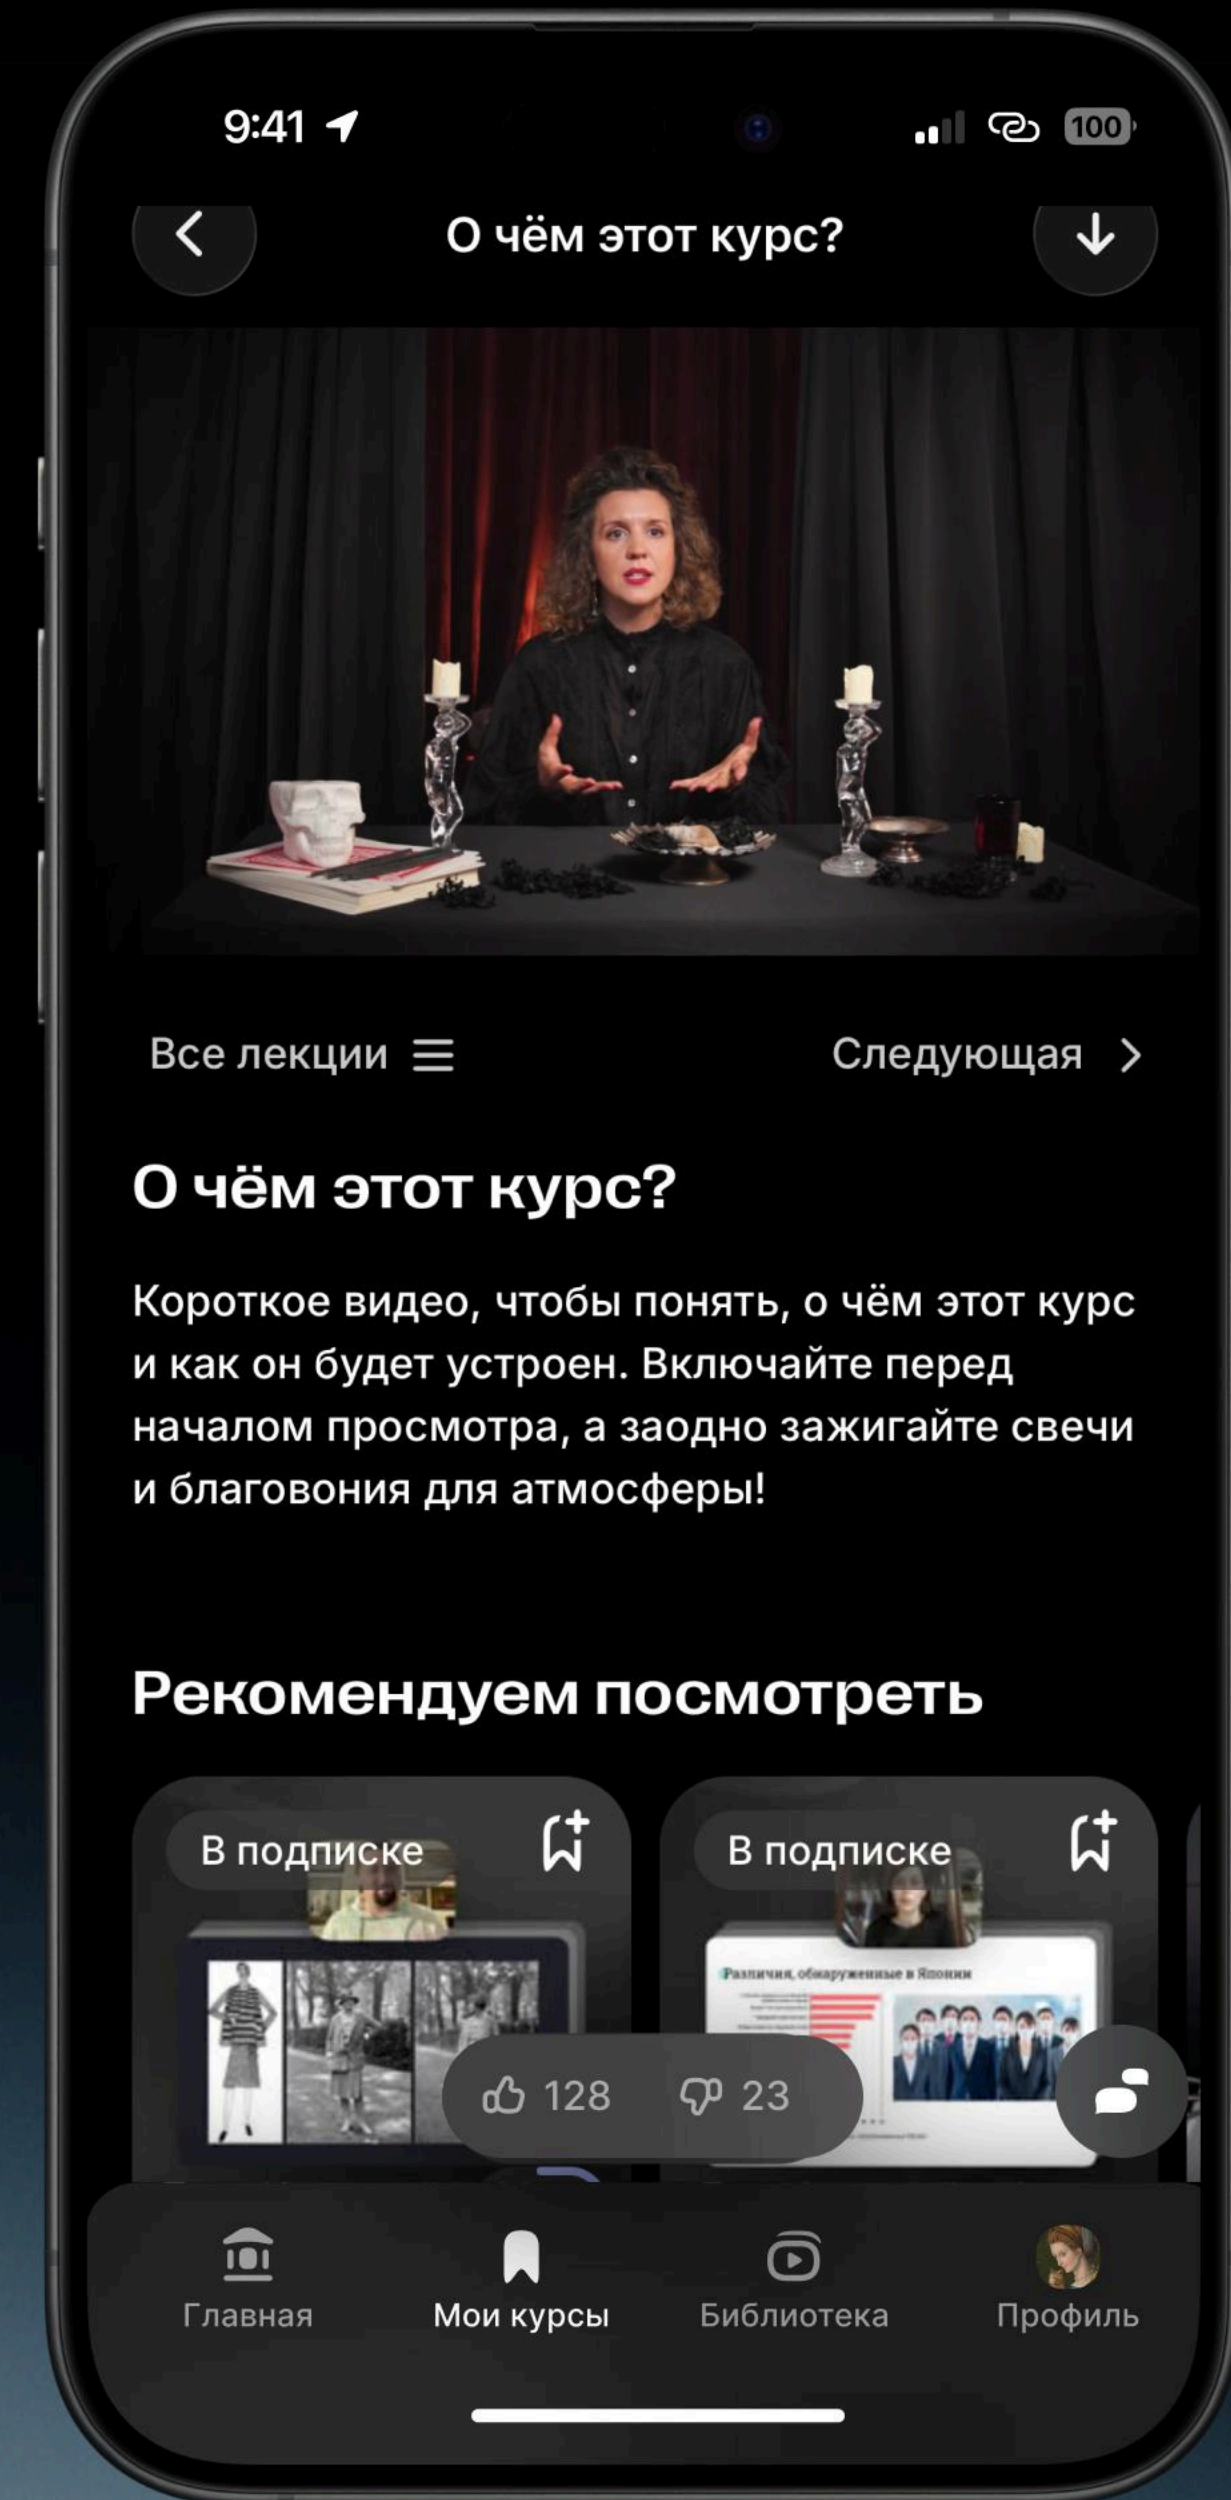 9:41
100
О чём этот курс?
Все лекции
Следующая
О чём этот курс?
Короткое видео, чтобы понять, о чём этот курс
и как он будет устроен. Включайте перед
началом просмотра, а заодно зажигайте свечи
и благовония для атмосферы!
Рекомендуем посмотреть
В подписке
В подписке
Различия, обнаруженные в Японии
128
23
Главная
Мои курсы
Библиотека
Профиль